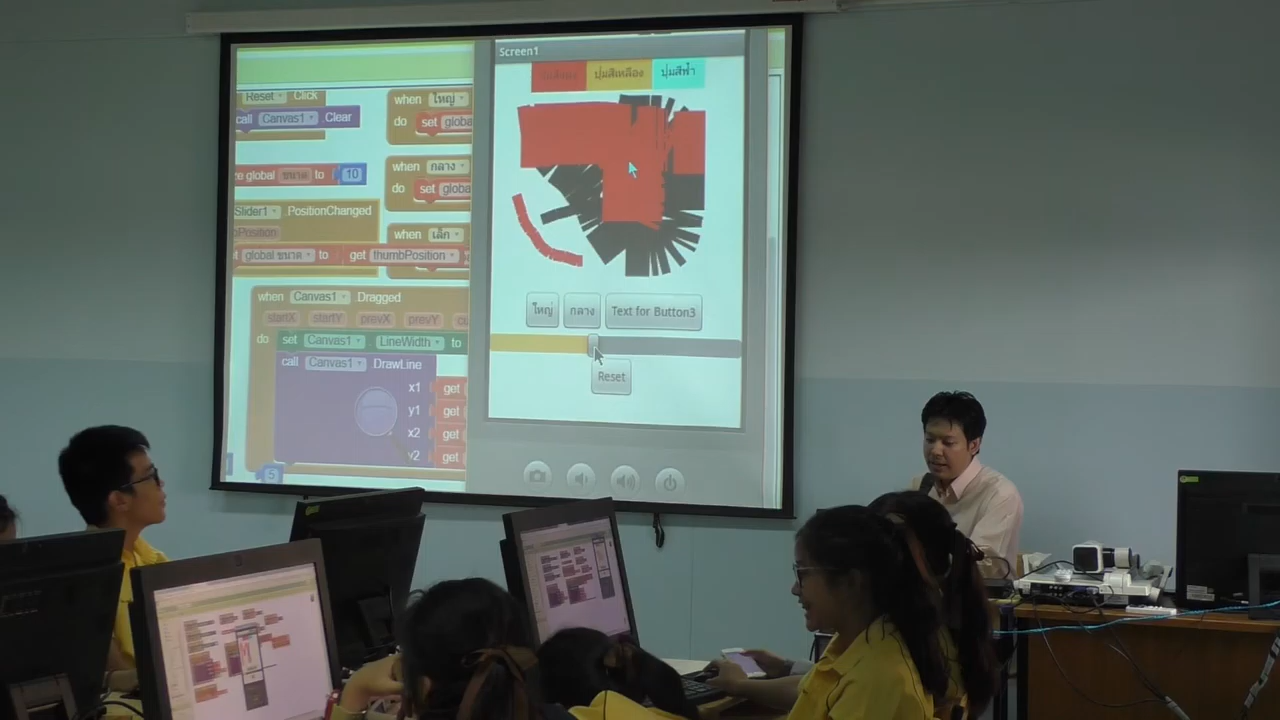 Screen1
ปุ่มสีเหลือง ปุ่มสีฟ้า
Reset Click
call Canvas1 .Clear
global ขนาด to 10
Slider1 .PositionChanged
global ขนาด to get thumbPosition
when ใหญ่
do set globa
when กลาง
do set globa
when เล็ก
when Canvas1 .Dragged
startX startY prevX prevY
do set Canvas1 . LineWidth to
call Canvas1 .DrawLine
x1 get
y1 get
x2 get
y2 get
5
ใหญ่ กลาง Text for Button3
Reset